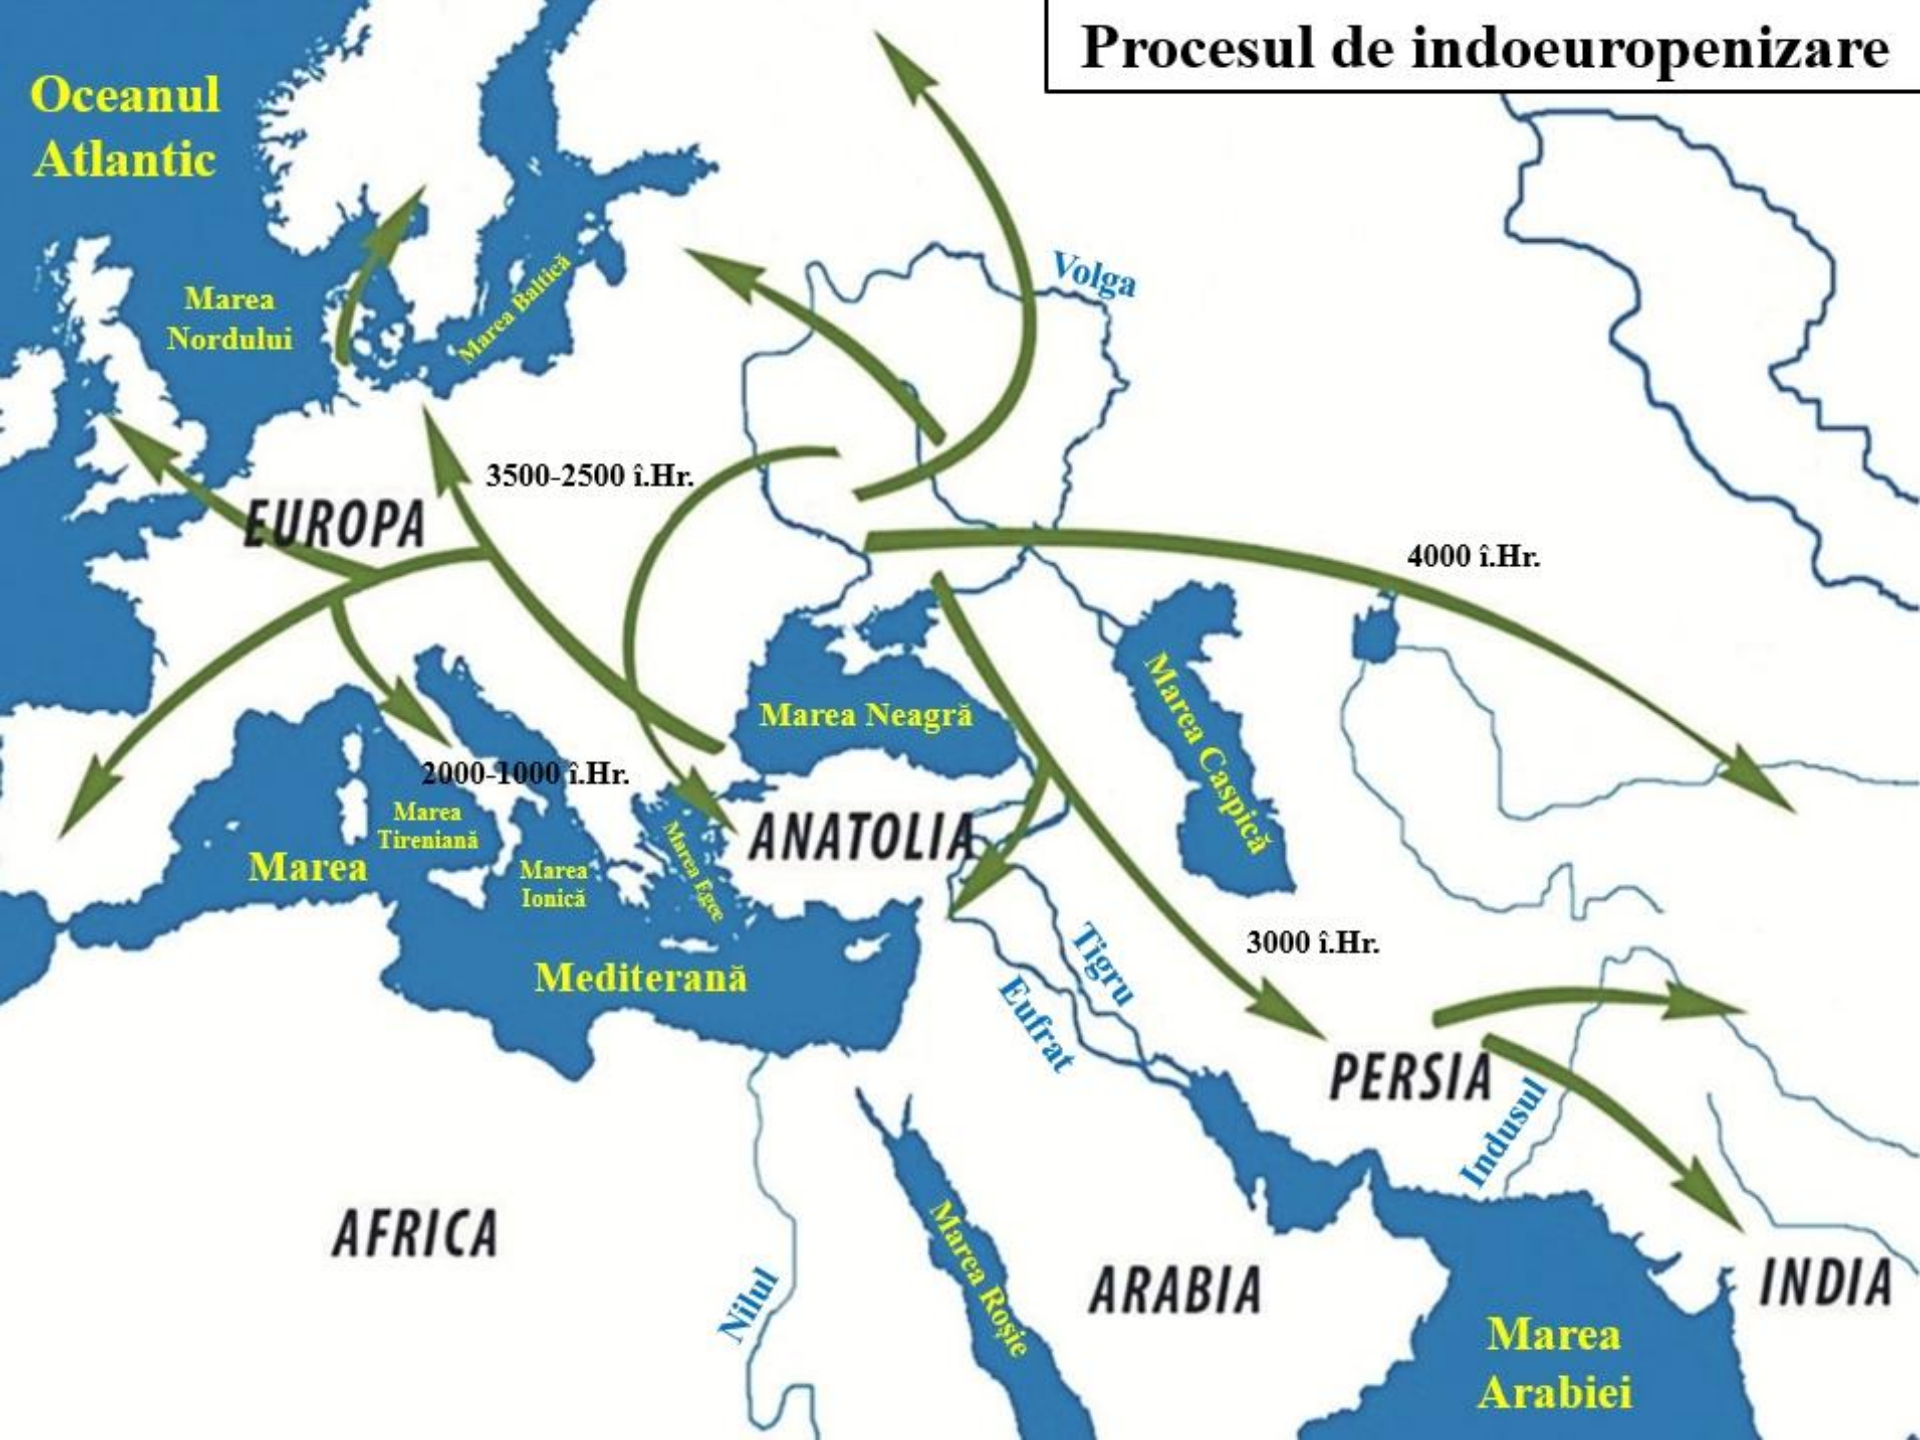 Procesul de indoeuropenizare
Oceanul
Atlantic
Marea
Nordului
Marea Baltică
Volga
3500-2500 î.Hr.
EUROPA
4000 î.Hr.
Marea Neagră
Marea Caspică
2000-1000 î.Hr.
Marea
Tireniană
Marea
Ionică
Marea Egee
ANATOLIA
Marea
Mediterană
Tigru
Eufrat
3000 î.Hr.
PERSIA
Indusul
AFRICA
Nilul
Marea Roșie
ARABIA
INDIA
Marea
Arabiei